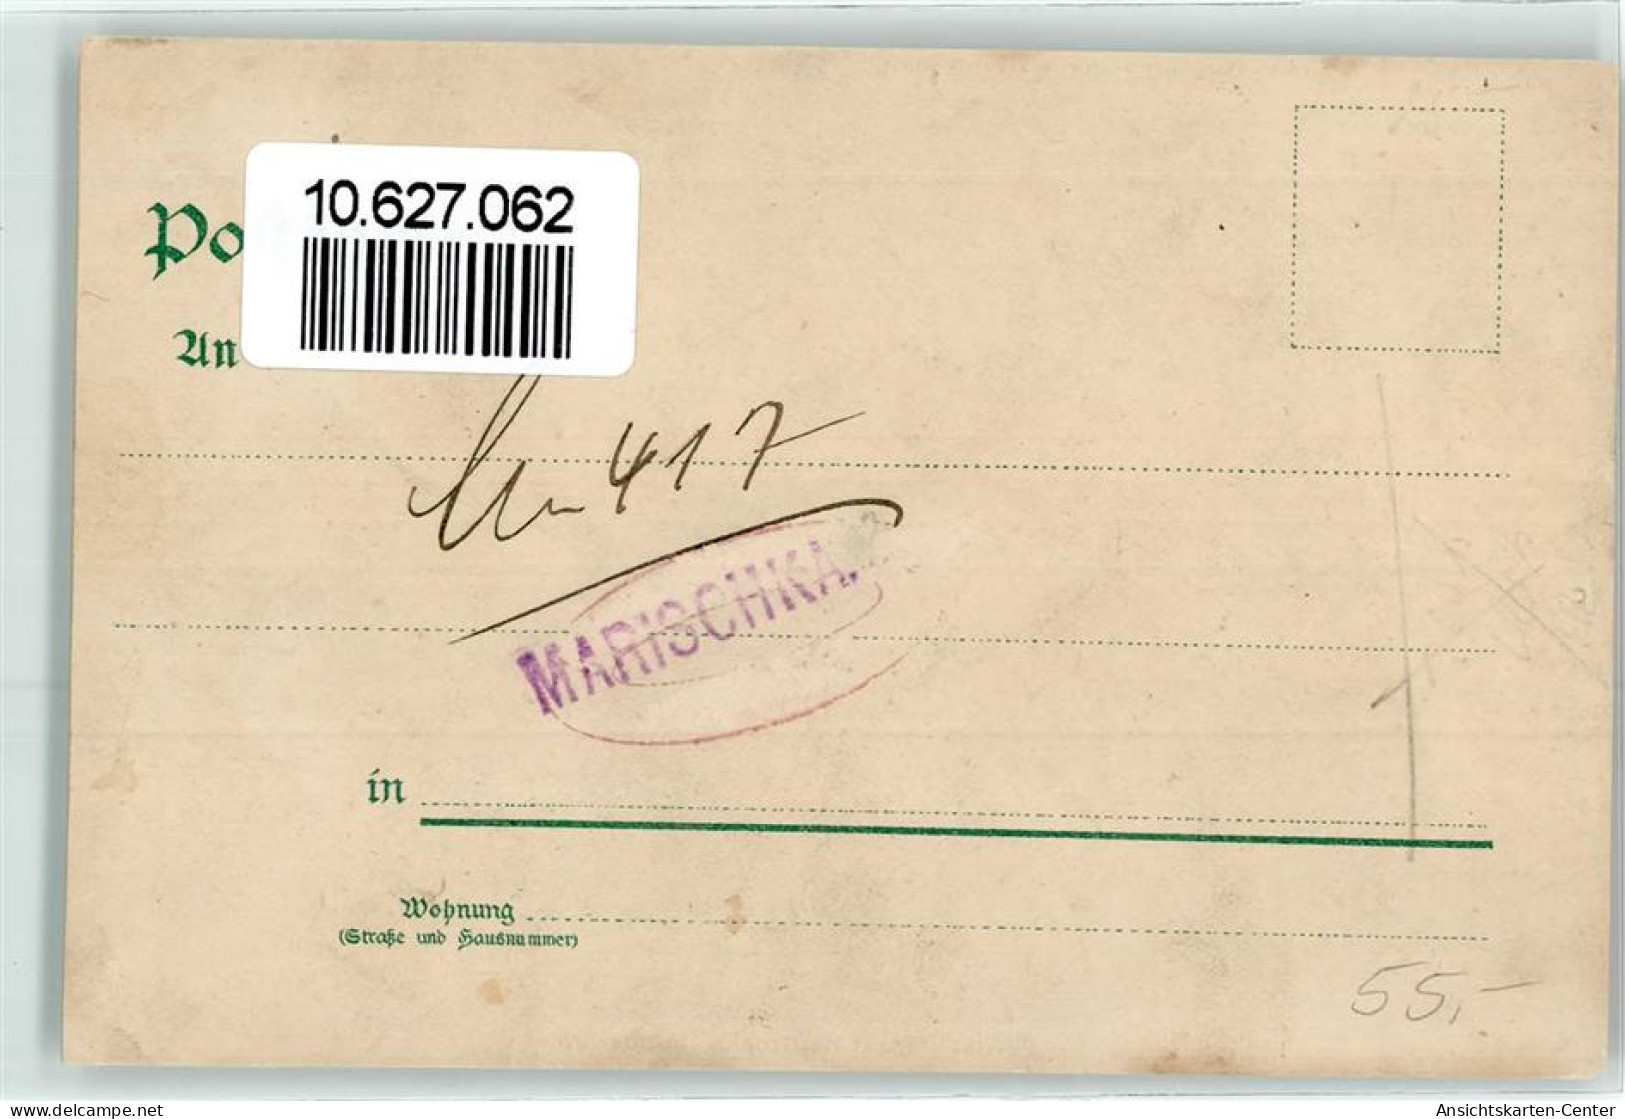 10.627.062
Po
An
417
MARISCHKA
in
Wohnung
(Straße und Hausnummer)
55,-
www.delcampe.net
Ansichtskarten-Center